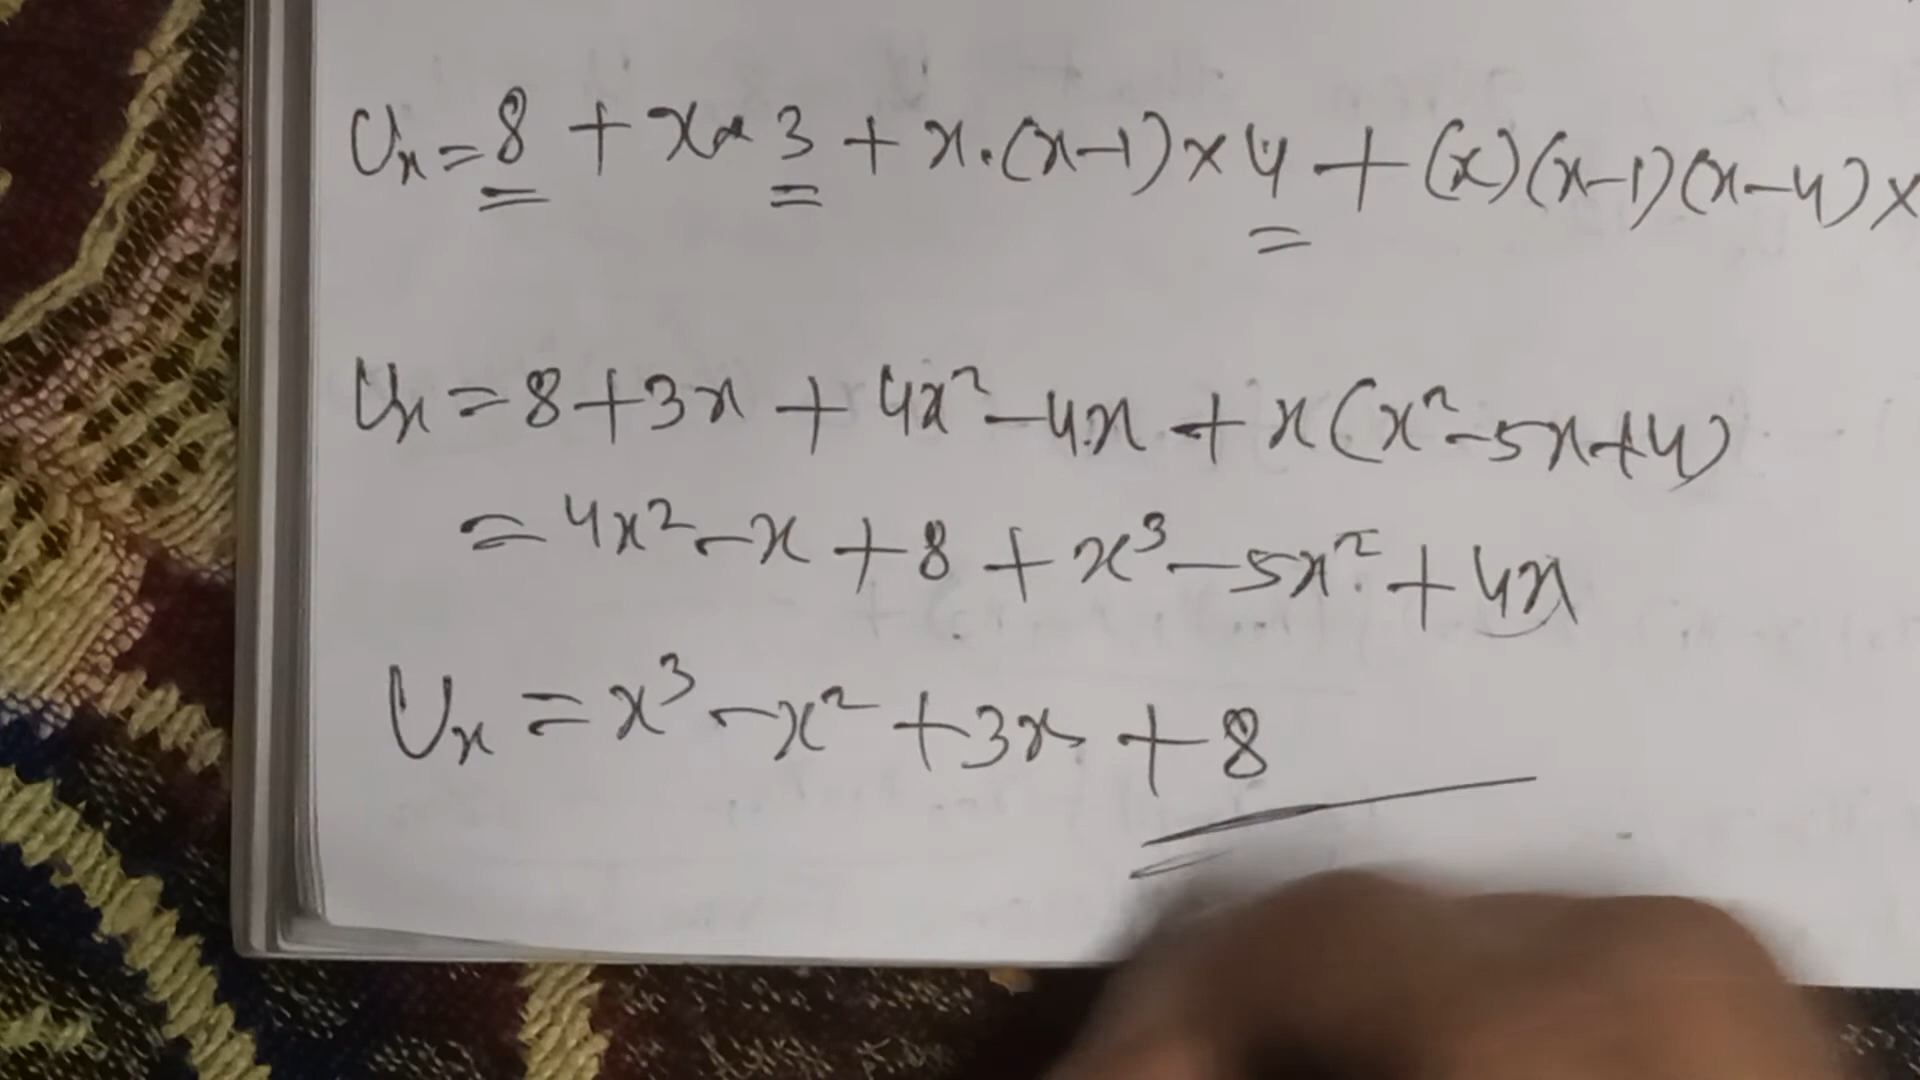 Uₓ = 8 + x × 3 + x.(x-1) × 4 + (x)(x-1)(x-4) ×
Uₓ = 8 + 3x + 4x² - 4x + x(x² - 5x + 4)
= 4x² - x + 8 + x³ - 5x² + 4x
Uₓ = x³ - x² + 3x + 8